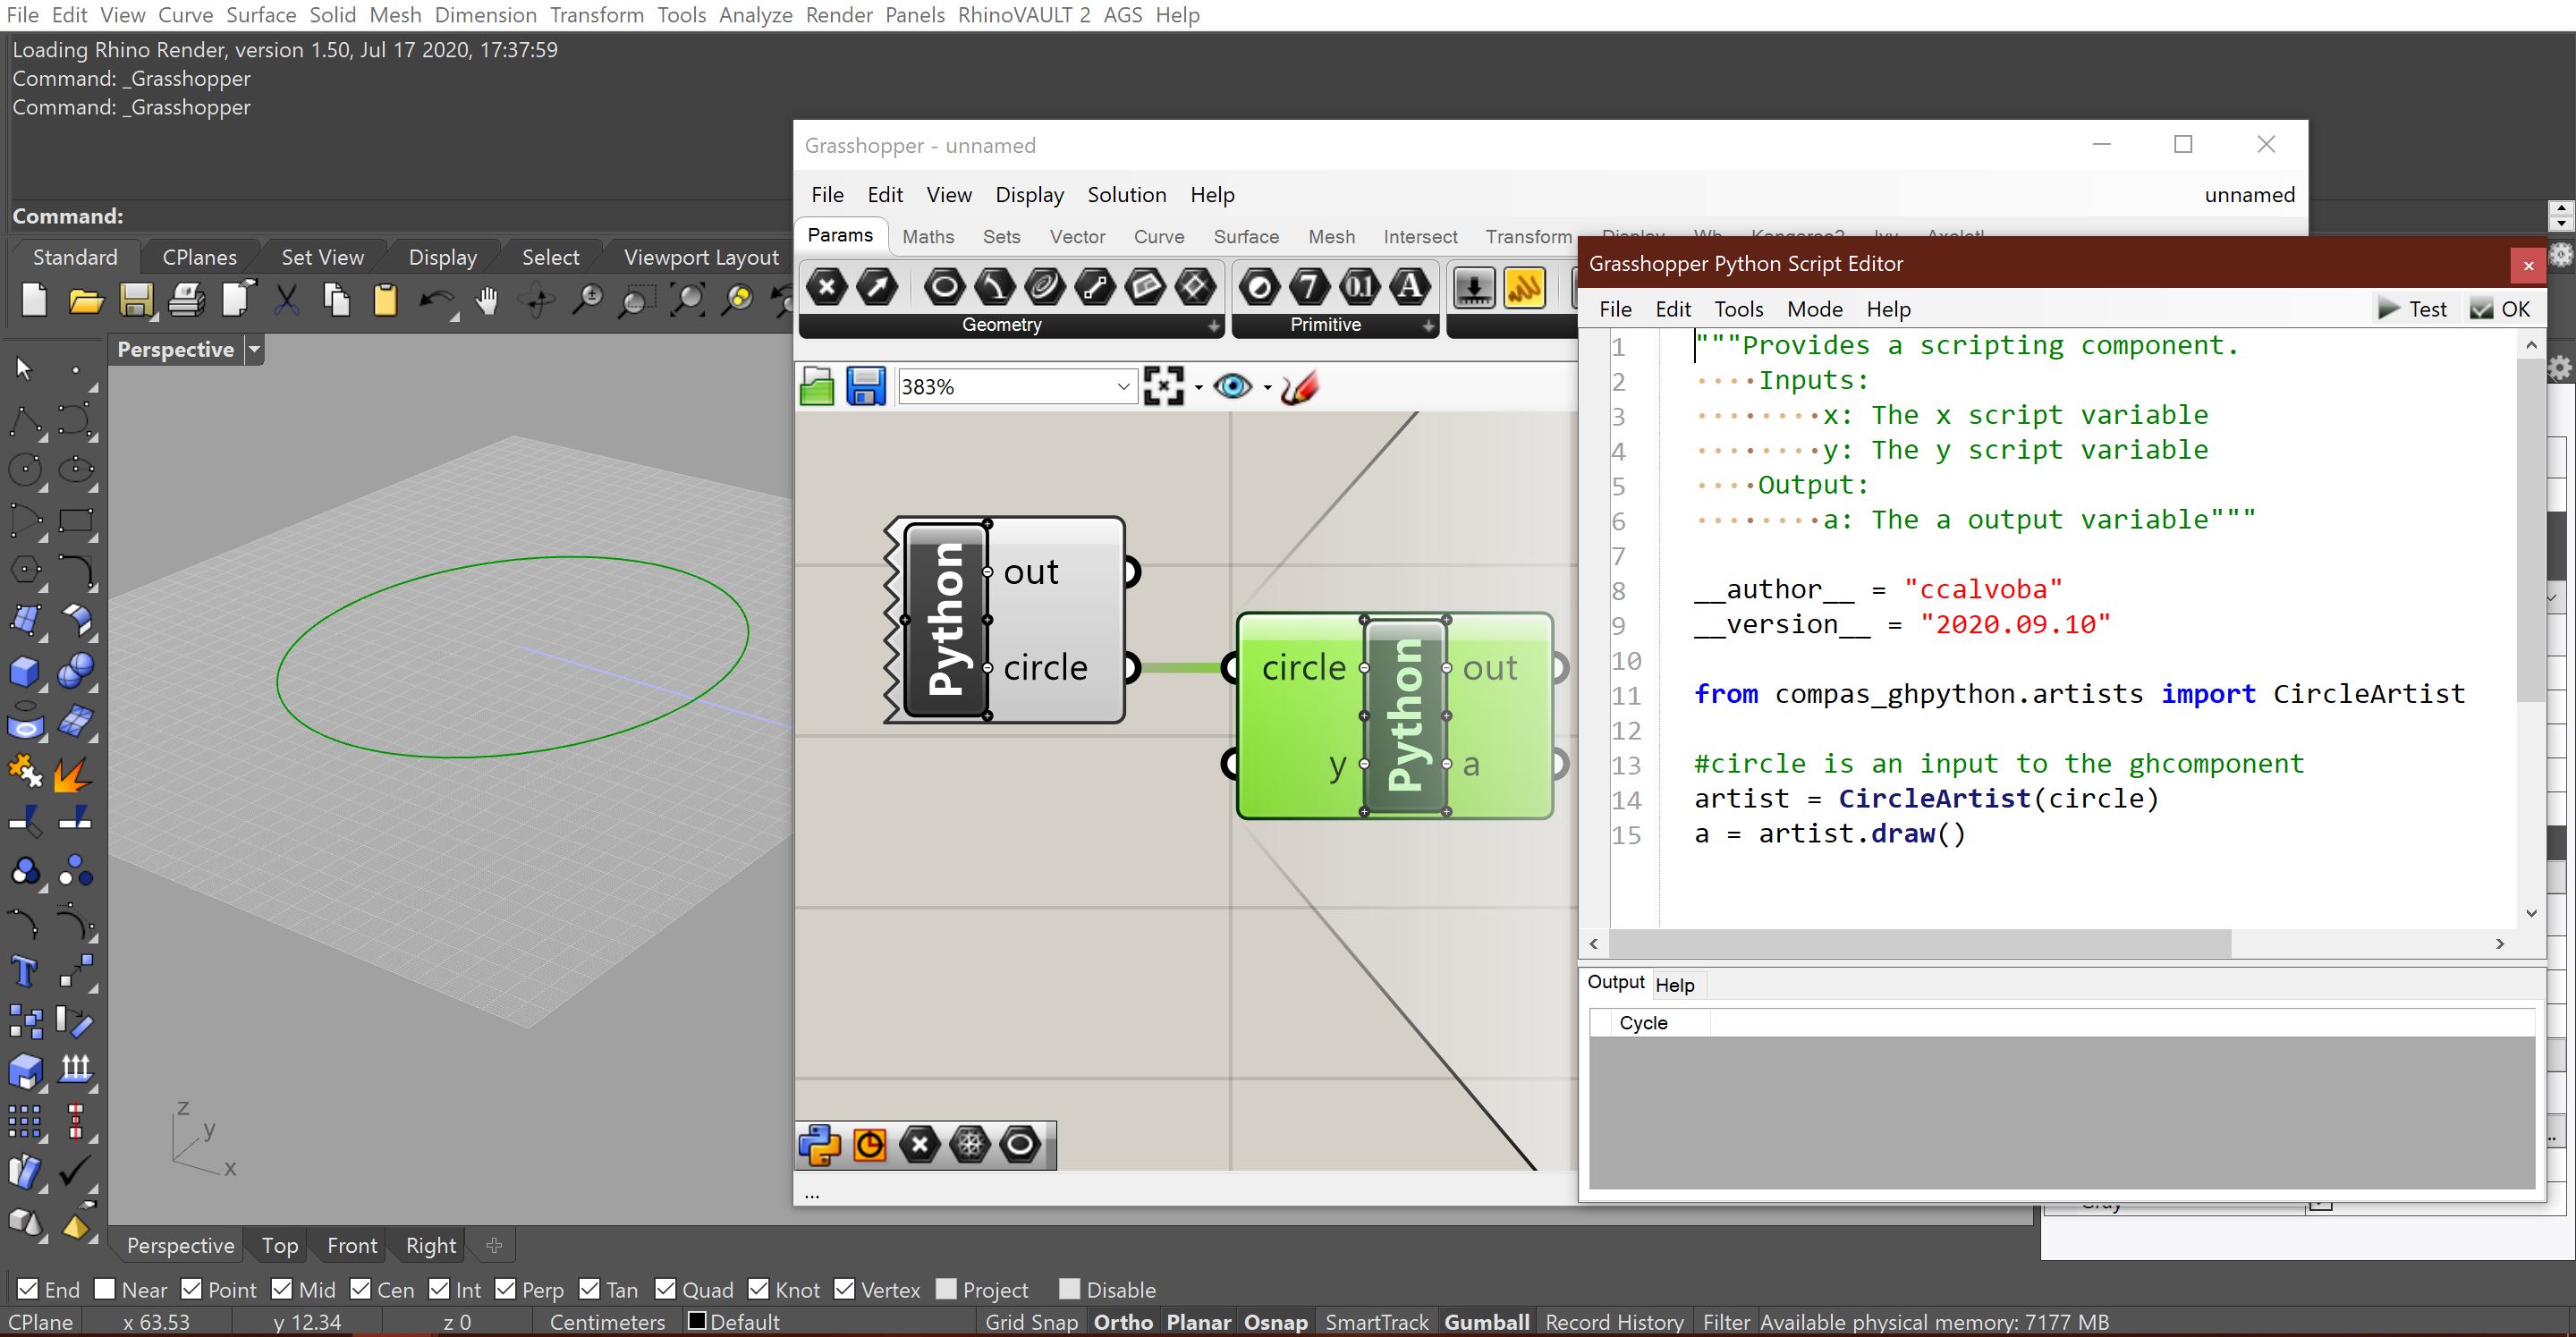 File Edit View Curve Surface Solid Mesh Dimension Transform Tools Analyze Render Panels RhinoVAULT 2 AGS Help
Loading Rhino Render, version 1.50, Jul 17 2020, 17:37:59
Command: _Grasshopper
Command: _Grasshopper
Command:
Standard CPlanes Set View Display Select Viewport Layout
Perspective
z
y
x
Perspective Top Front Right
End Near Point Mid Cen Int Perp Tan Quad Knot Vertex Project Disable
CPlane x 63.53 y 12.34 z 0 Centimeters Default Grid Snap Ortho Planar Osnap SmartTrack Gumball Record History Filter Available physical memory: 7177 MB
Grasshopper - unnamed
File Edit View Display Solution Help unnamed
Params Maths Sets Vector Curve Surface Mesh Intersect Transform Display Wb Kangaroo2
7 0.1 A
Geometry Primitive
383%
Python out
circle
circle Python out
y a
...
Grasshopper Python Script Editor
File Edit Tools Mode Help Test OK
1 """Provides a scripting component.
2 ····Inputs:
3 ········x: The x script variable
4 ········y: The y script variable
5 ····Output:
6 ········a: The a output variable"""
7
8 __author__ = "ccalvoba"
9 __version__ = "2020.09.10"
10
11 from compas_ghpython.artists import CircleArtist
12
13 #circle is an input to the ghcomponent
14 artist = CircleArtist(circle)
15 a = artist.draw()
Output Help
Cycle